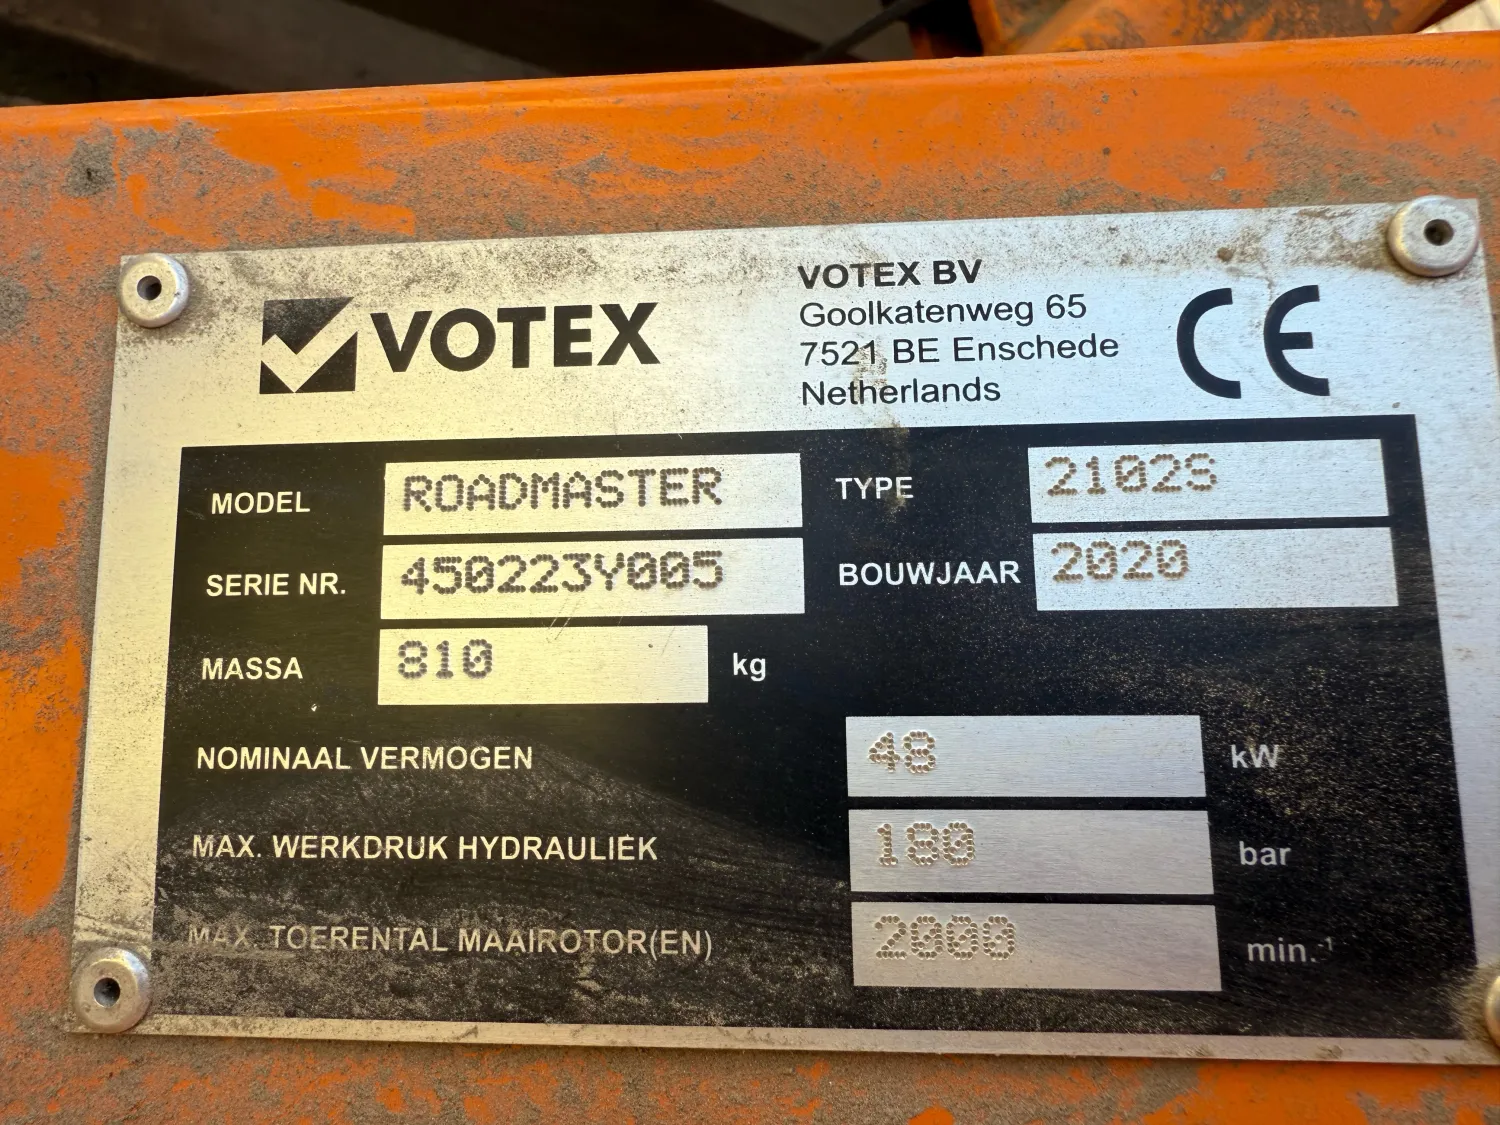 VOTEX
VOTEX BV
Goolkatenweg 65
7521 BE Enschede
Netherlands
CE
MODEL ROADMASTER TYPE 2102S
SERIE NR. 450223Y005 BOUWJAAR 2020
MASSA 810 kg
NOMINAAL VERMOGEN 48 kW
MAX. WERKDRUK HYDRAULIEK 180 bar
MAX. TOERENTAL MAAIROTOR(EN) 2000 min.⁻¹